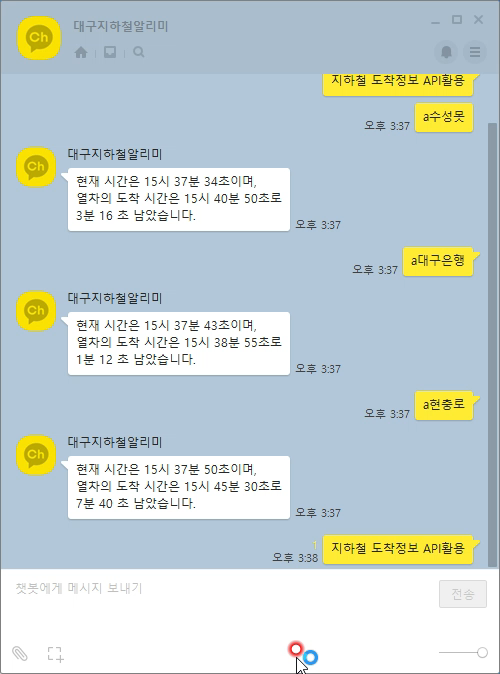 Ch
대구지하철알리미
지하철 도착정보 API활용
a수성못
오후 3:37
Ch
대구지하철알리미
현재 시간은 15시 37분 34초이며,
열차의 도착 시간은 15시 40분 50초로
3분 16 초 남았습니다.
오후 3:37
a대구은행
오후 3:37
Ch
대구지하철알리미
현재 시간은 15시 37분 43초이며,
열차의 도착 시간은 15시 38분 55초로
1분 12 초 남았습니다.
오후 3:37
a현충로
오후 3:37
Ch
대구지하철알리미
현재 시간은 15시 37분 50초이며,
열차의 도착 시간은 15시 45분 30초로
7분 40 초 남았습니다.
오후 3:37
1
오후 3:38
지하철 도착정보 API활용
챗봇에게 메시지 보내기
전송